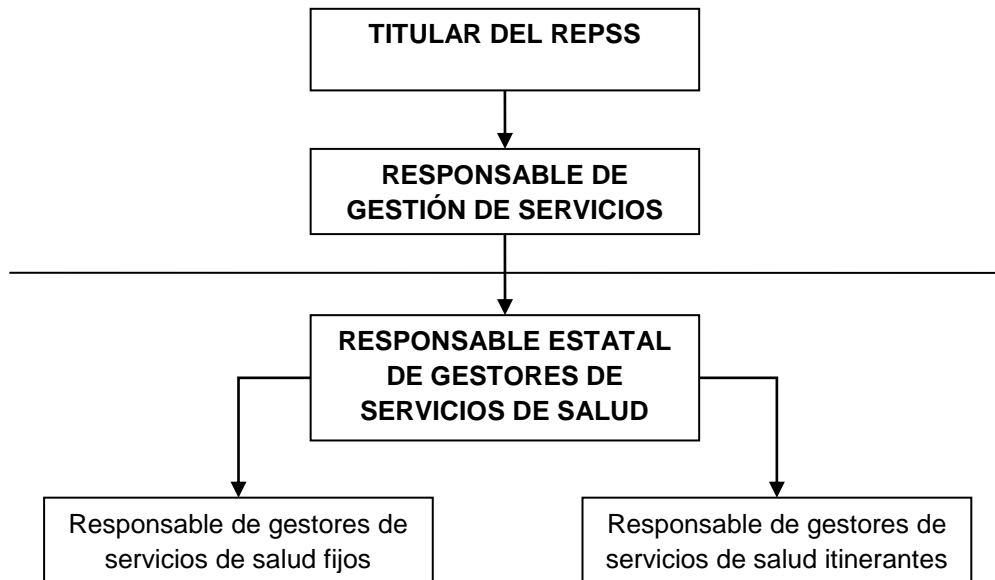 TITULAR DEL REPSS
RESPONSABLE DE
GESTIÓN DE SERVICIOS
RESPONSABLE ESTATAL
DE GESTORES DE
SERVICIOS DE SALUD
Responsable de gestores de
servicios de salud fijos
Responsable de gestores de
servicios de salud itinerantes